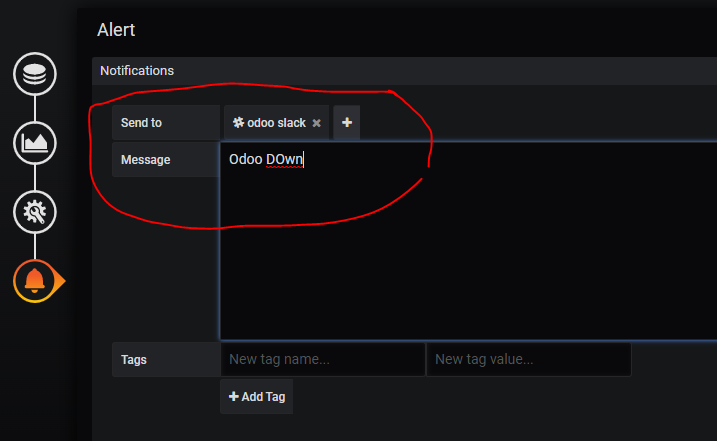 Alert
Notifications
Send to odoo slack
Message Odoo DOwn
Tags New tag name... New tag value...
Add Tag